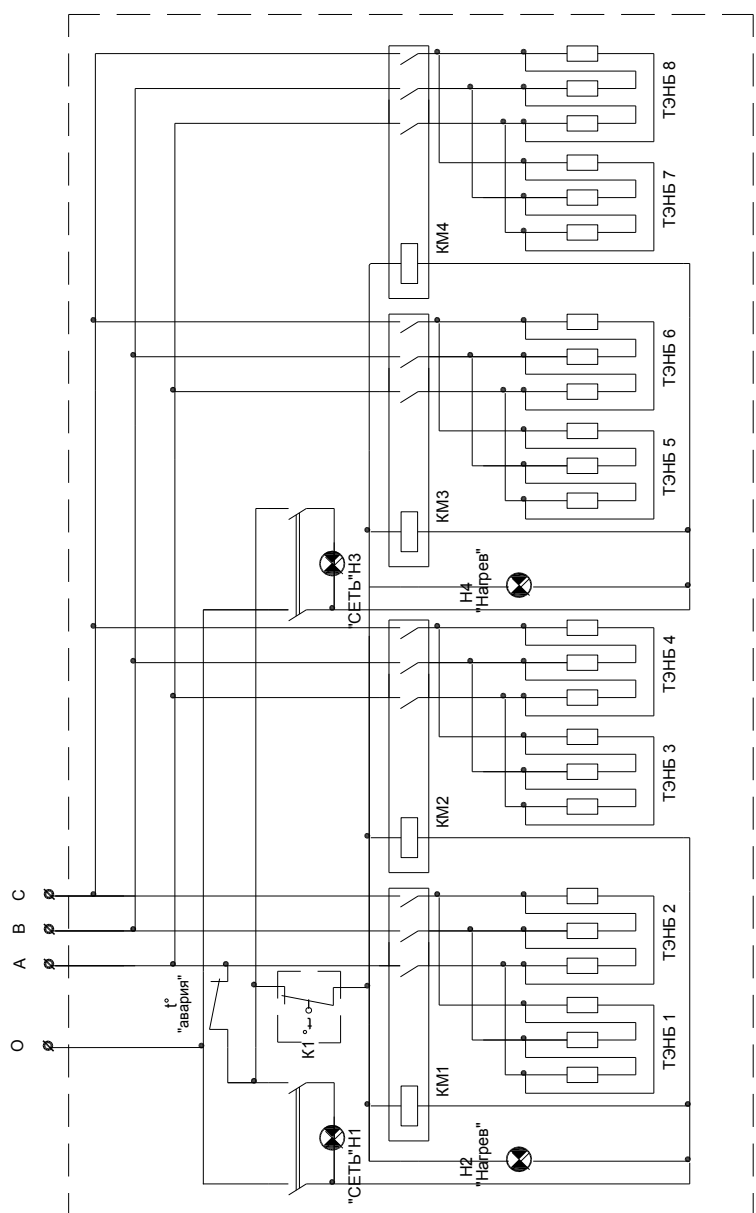 O
A
B
C
t°
"авария"
К1
t°
"СЕТЬ"Н1
"СЕТЬ"Н3
КМ1
КМ2
КМ3
КМ4
Н2
"Нагрев"
Н4
"Нагрев"
ТЭНБ 1
ТЭНБ 2
ТЭНБ 3
ТЭНБ 4
ТЭНБ 5
ТЭНБ 6
ТЭНБ 7
ТЭНБ 8